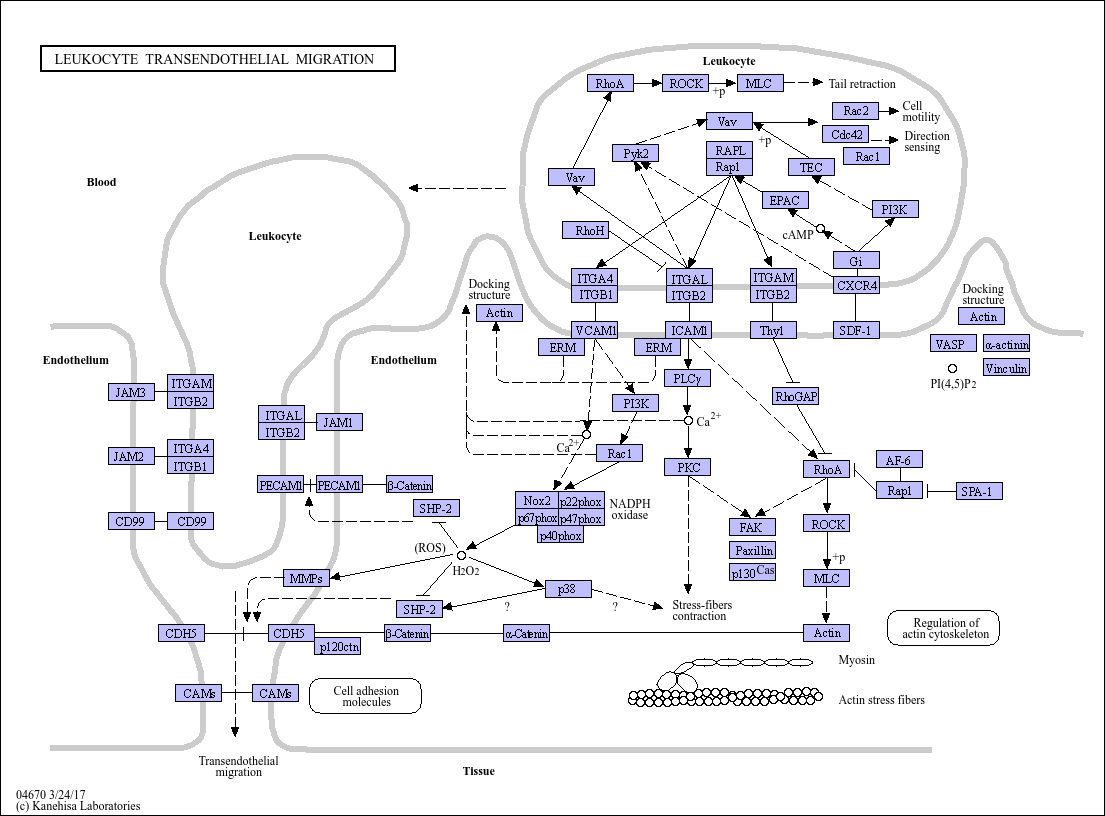 LEUKOCYTE TRANSENDOTHELIAL MIGRATION
Leukocyte
RhoA
ROCK
+p
MLC
Tail retraction
Vav
+p
Rac2
Cell
motility
Cdc42
Direction
sensing
Rac1
Pyk2
RAPL
Rap1
TEC
Vav
EPAC
PI3K
cAMP
RhoH
Gi
ITGA4
ITGB1
ITGAL
ITGB2
ITGAM
ITGB2
CXCR4
Blood
Leukocyte
Docking
structure
Actin
VCAM1
ICAM1
Thy1
SDF-1
ERM
ERM
Docking
structure
Actin
VASP
α-actinin
PI(4,5)P2
Vinculin
Endothelium
Endothelium
JAM3
ITGAM
ITGB2
ITGAL
ITGB2
JAM1
JAM2
ITGA4
ITGB1
PECAM1
PECAM1
β-Catenin
CD99
CD99
SHP-2
PLCγ
PI3K
Ca2+
Ca2+
Rac1
PKC
RhoGAP
RhoA
AF-6
Rap1
SPA-1
Nox2
p22phox
p67phox
p47phox
p40phox
NADPH
oxidase
FAK
Paxillin
p130Cas
ROCK
+p
MLC
(ROS)
H2O2
MMPs
SHP-2
p38
?
?
Stress-fibers
contraction
CDH5
CDH5
p120ctn
β-Catenin
α-Catenin
Actin
Regulation of
actin cytoskeleton
Myosin
Actin stress fibers
CAMs
CAMs
Cell adhesion
molecules
Transendothelial
migration
Tissue
04670 3/24/17
(c) Kanehisa Laboratories